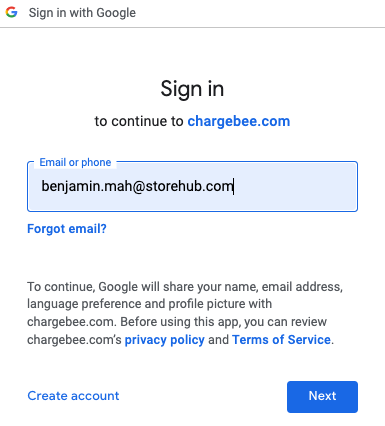 Sign in with Google
Sign in
to continue to chargebee.com
Email or phone
benjamin.mah@storehub.com
Forgot email?
To continue, Google will share your name, email address,
language preference and profile picture with
chargebee.com. Before using this app, you can review
chargebee.com's privacy policy and Terms of Service.
Create account
Next